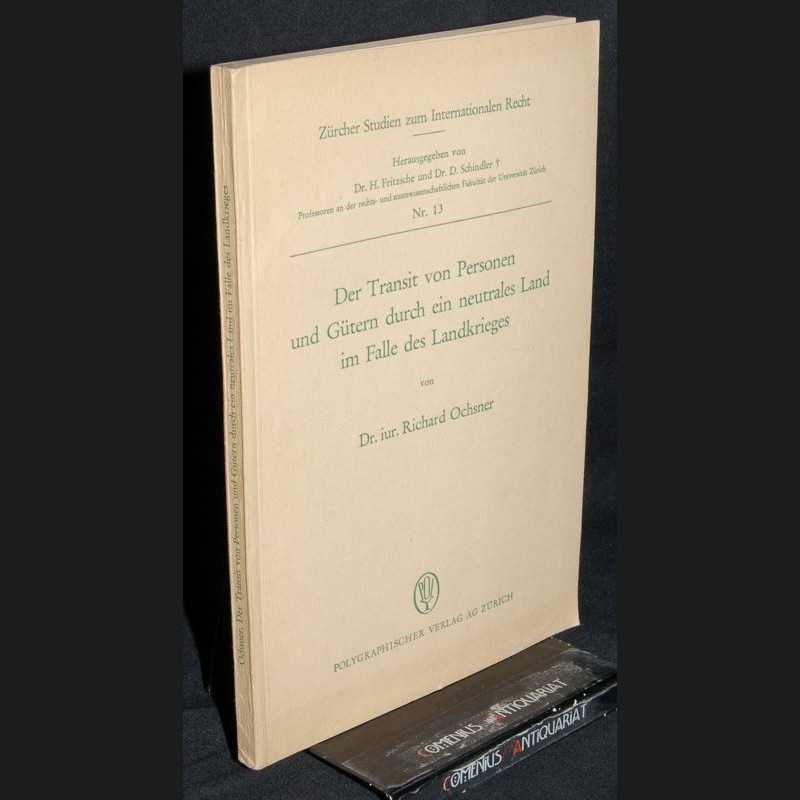 Zürcher Studien zum Internationalen Recht
Herausgegeben von
Dr. H. Fritzsche und Dr. D. Schindler †
Professoren an der rechts- und staatswissenschaftlichen Fakultät der Universität Zürich
Nr. 13
Der Transit von Personen
und Gütern durch ein neutrales Land
im Falle des Landkrieges
von
Dr. iur. Richard Ochsner
POLYGRAPHISCHER VERLAG AG ZÜRICH
Ochsner, Der Transit von Personen und Gütern durch ein neutrales Land im Falle des Landkrieges
COMENIUS ANTIQUARIAT
COMENIUS ANTIQUARIAT